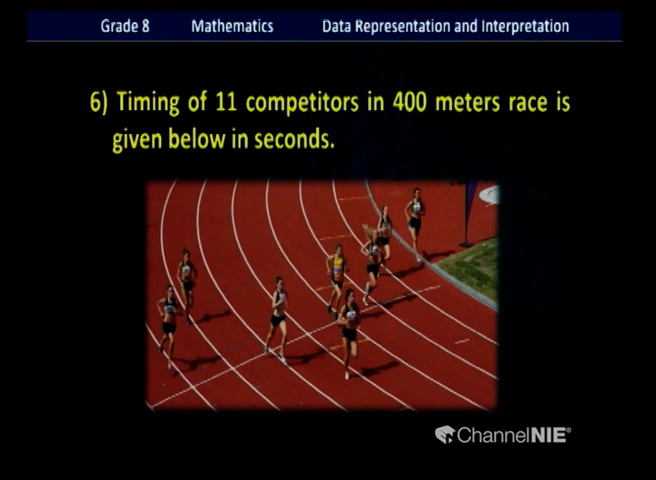 Grade 8 Mathematics Data Representation and Interpretation
6) Timing of 11 competitors in 400 meters race is
given below in seconds.
ChannelNIE